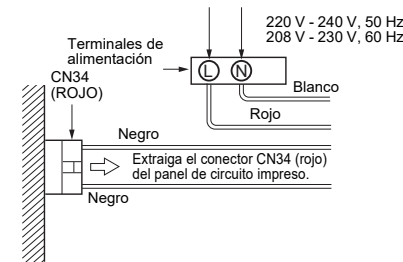 220 V - 240 V, 50 Hz
208 V - 230 V, 60 Hz
Terminales de
alimentación
CN34
(ROJO)
L N
Blanco
Rojo
Negro
Extraiga el conector CN34 (rojo)
del panel de circuito impreso.
Negro